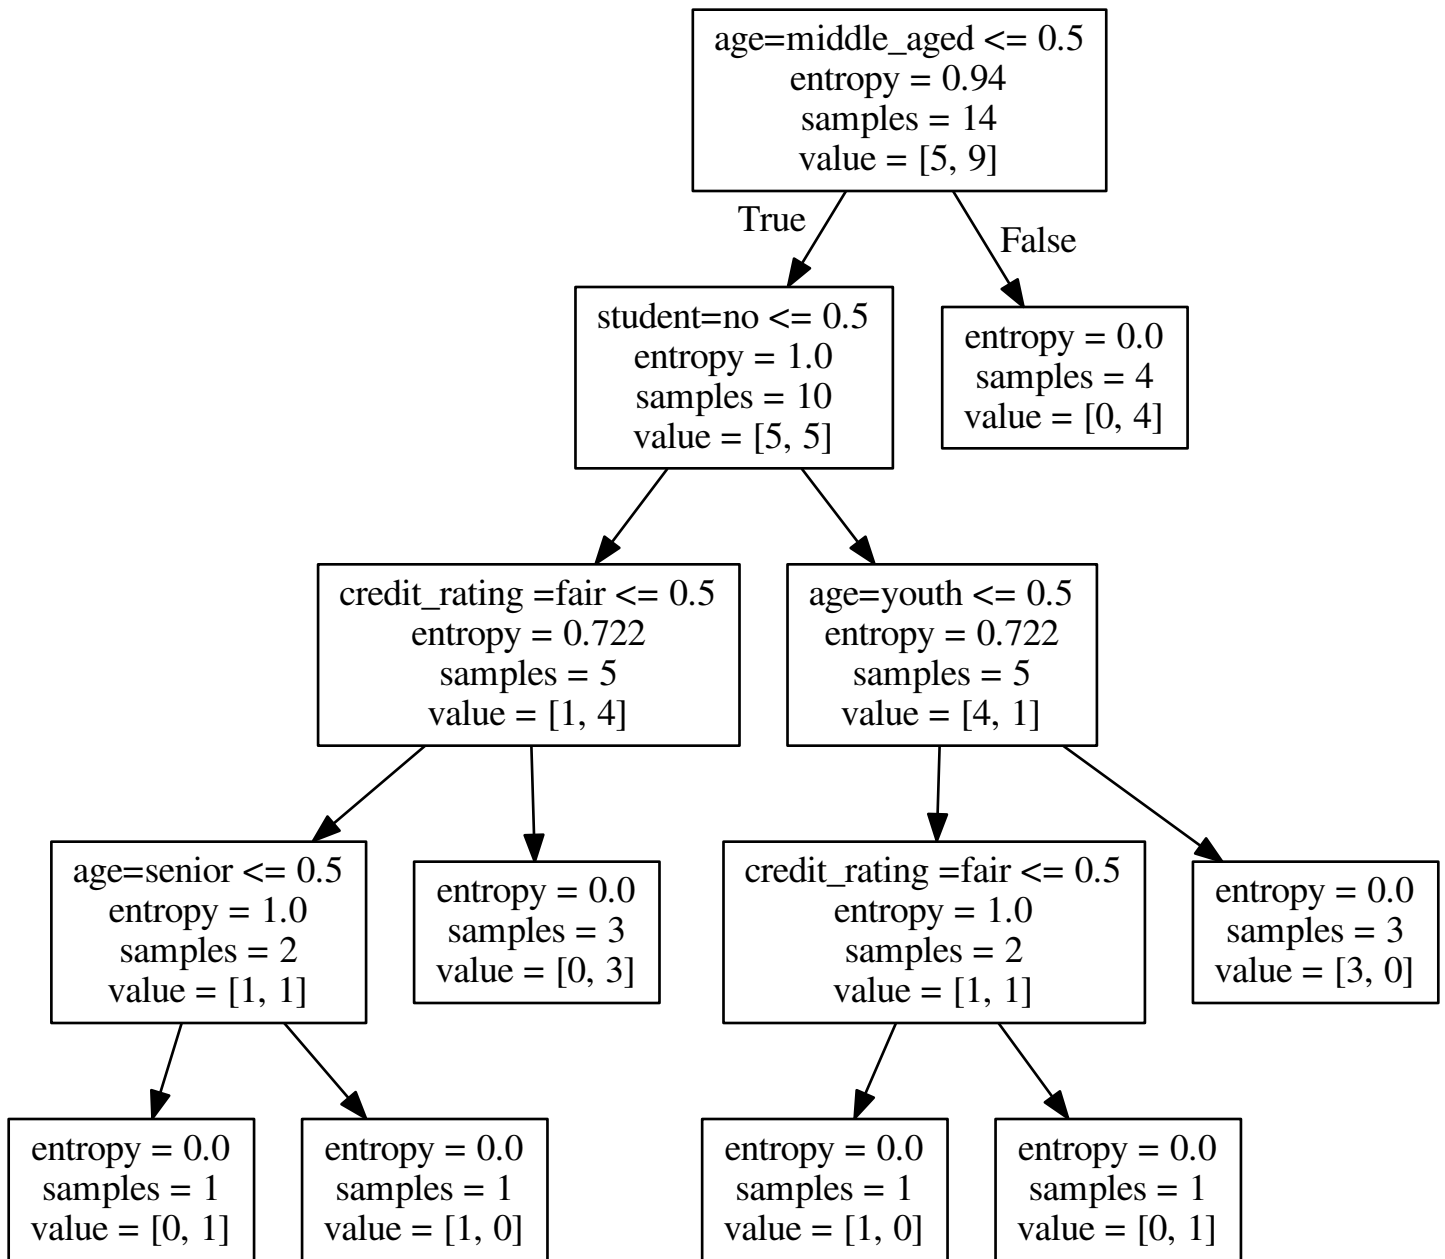 age=middle_aged <= 0.5
entropy = 0.94
samples = 14
value = [5, 9]
True
False
student=no <= 0.5
entropy = 1.0
samples = 10
value = [5, 5]
entropy = 0.0
samples = 4
value = [0, 4]
credit_rating =fair <= 0.5
entropy = 0.722
samples = 5
value = [1, 4]
age=youth <= 0.5
entropy = 0.722
samples = 5
value = [4, 1]
age=senior <= 0.5
entropy = 1.0
samples = 2
value = [1, 1]
entropy = 0.0
samples = 3
value = [0, 3]
credit_rating =fair <= 0.5
entropy = 1.0
samples = 2
value = [1, 1]
entropy = 0.0
samples = 3
value = [3, 0]
entropy = 0.0
samples = 1
value = [0, 1]
entropy = 0.0
samples = 1
value = [1, 0]
entropy = 0.0
samples = 1
value = [1, 0]
entropy = 0.0
samples = 1
value = [0, 1]